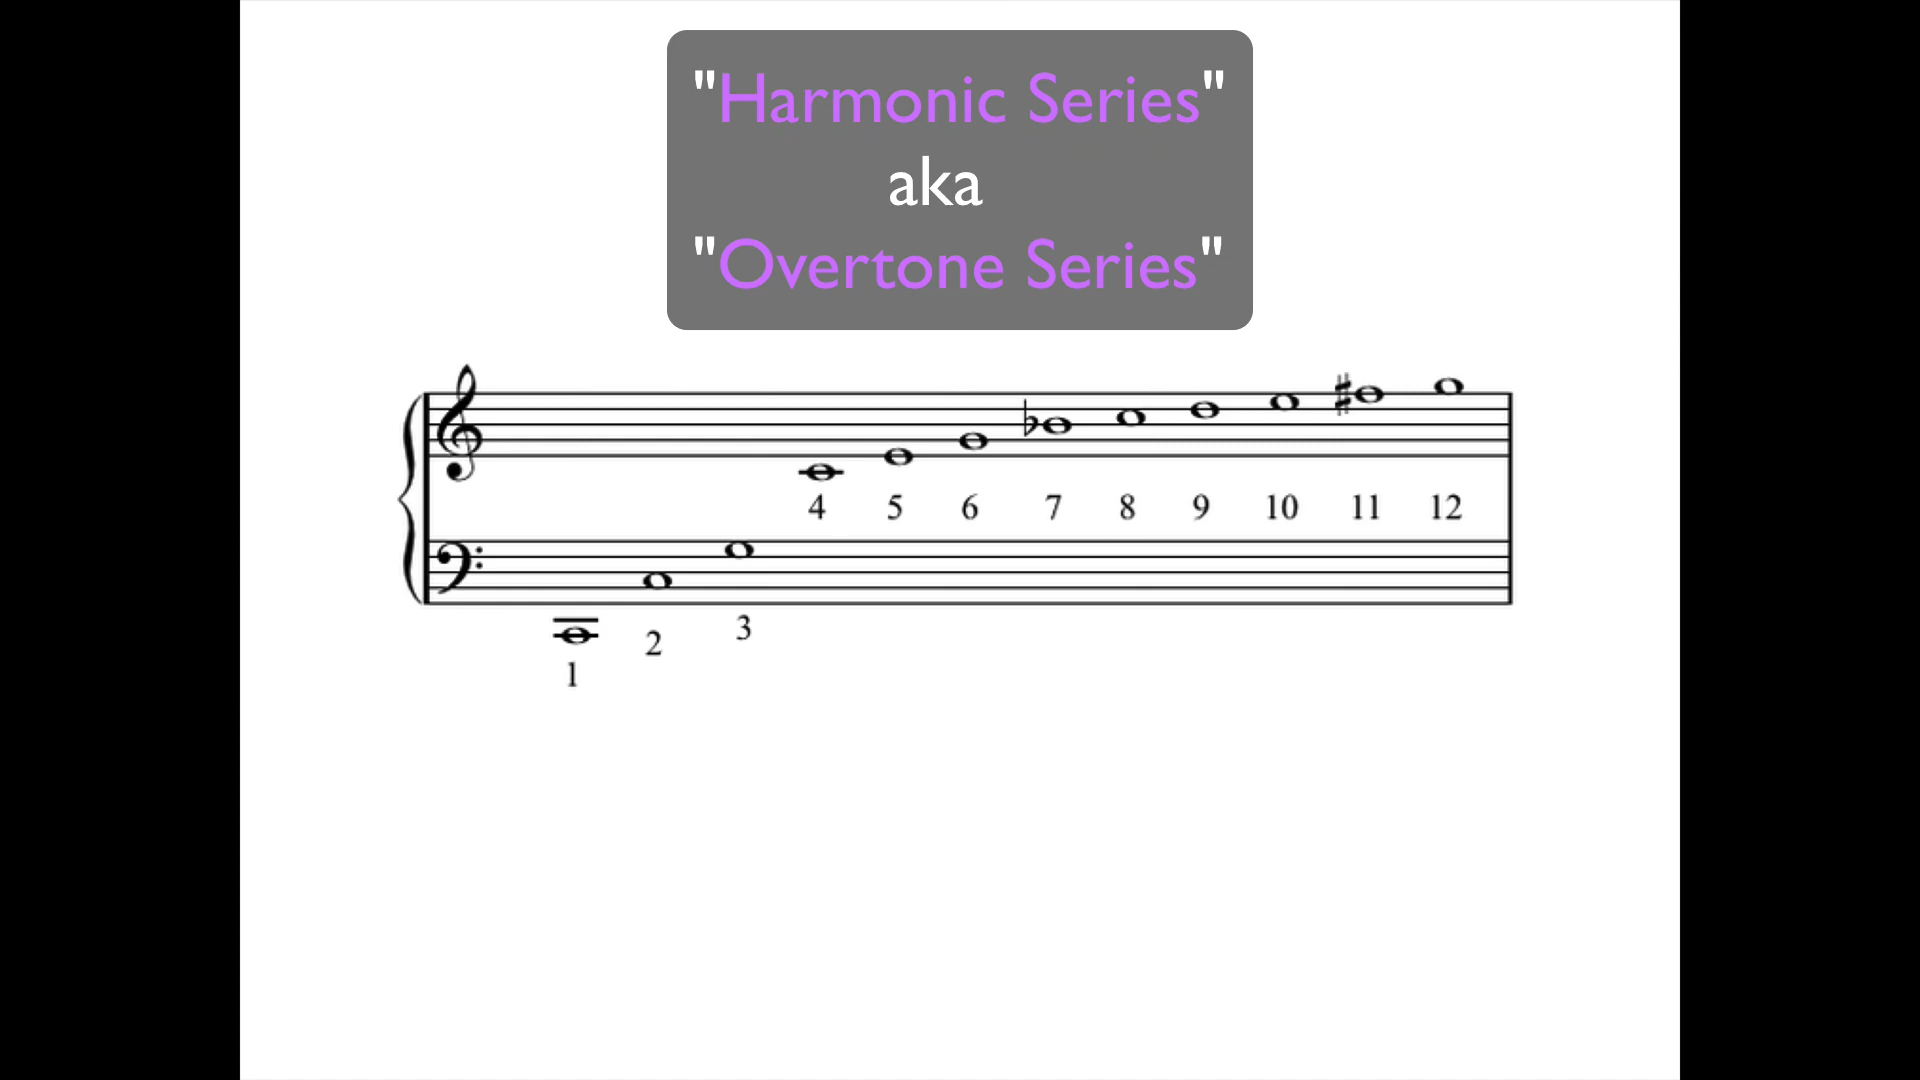 "Harmonic Series"
aka
"Overtone Series"
4 5 6 7 8 9 10 11 12
1 2 3